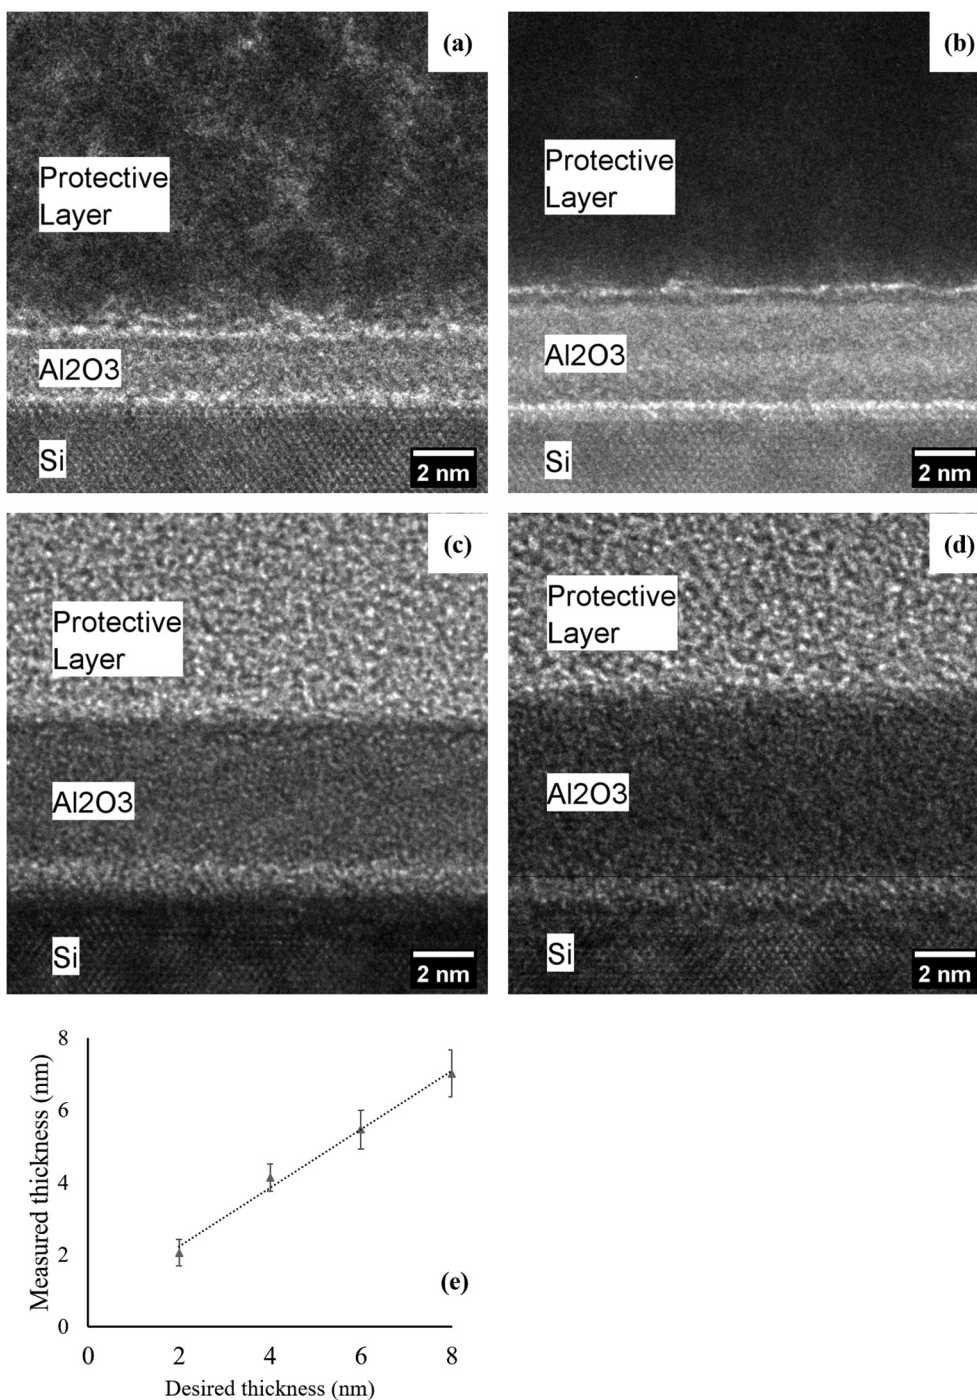 (a)
Protective
Layer
Al2O3
Si
2 nm
(b)
Protective
Layer
Al2O3
Si
2 nm
(c)
Protective
Layer
Al2O3
Si
2 nm
(d)
Protective
Layer
Al2O3
Si
2 nm
Measured thickness (nm)
8
6
4
2
0
(e)
0 2 4 6 8
Desired thickness (nm)